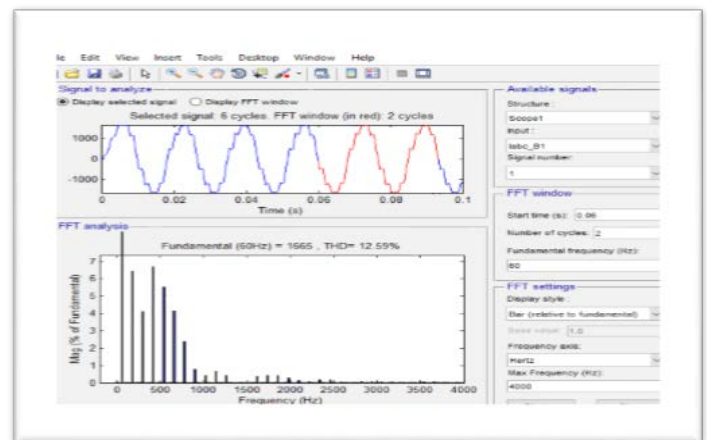 le Edit View Insert Tools Desktop Window Help
Signal to analyze
Display selected signal Display FFT window
Selected signal: 6 cycles. FFT window (in red): 2 cycles
1000
0
-1000
0 0.02 0.04 0.06 0.08 0.1
Time (s)
FFT analysis
Fundamental (60Hz) = 1665 , THD= 12.59%
7
6
5
4
3
2
1
0
Mag (% of Fundamental)
0 500 1000 1500 2000 2500 3000 3500 4000
Frequency (Hz)
Available signals
Structure :
Scope1
Input :
Iabc_B1
Signal number:
1
FFT window
Start time (s): 0.06
Number of cycles: 2
Fundamental frequency (Hz):
60
FFT settings
Display style :
Bar (relative to fundamental)
Base value: 1.0
Frequency axis:
Hertz
Max Frequency (Hz):
4000